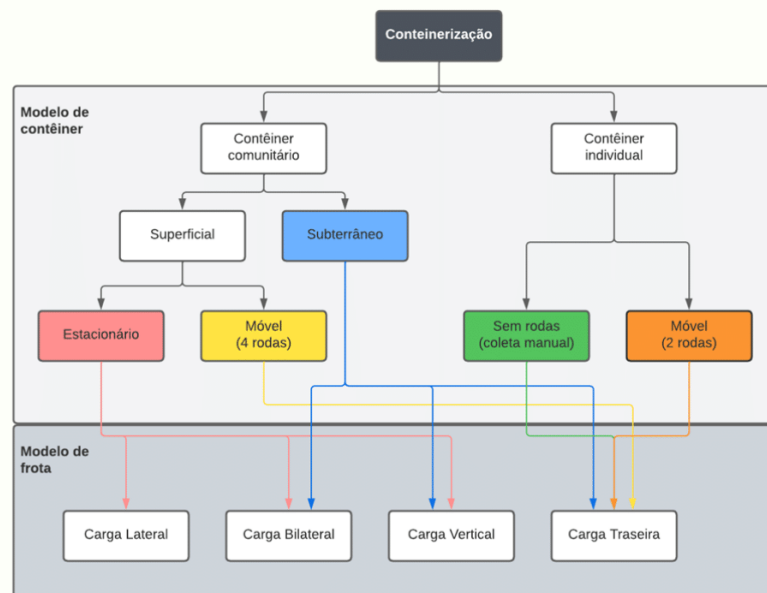 Conteinerização
Modelo de
contêiner
Contêiner
comunitário
Contêiner
individual
Superficial
Subterrâneo
Estacionário
Móvel
(4 rodas)
Sem rodas
(coleta manual)
Móvel
(2 rodas)
Modelo de
frota
Carga Lateral
Carga Bilateral
Carga Vertical
Carga Traseira